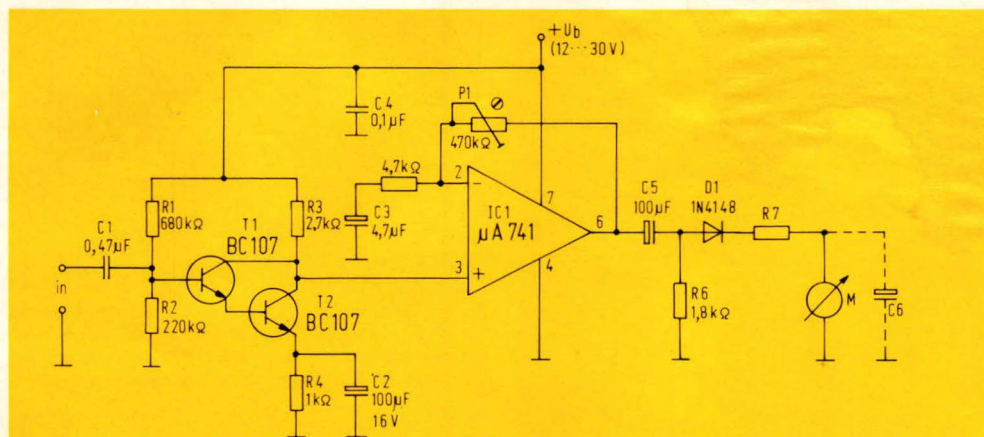 +Ub
(12···30V)
C4
0,1µF
P1
470kΩ
4,7kΩ
C3
4,7µF
R1
680kΩ
R3
2,7kΩ
T1
BC107
C1
0,47µF
in
R2
220kΩ
T2
BC107
R4
1kΩ
C2
100µF
16V
2
−
IC1
µA 741
3
+
7
6
4
C5
100µF
D1
1N4148
R7
R6
1,8kΩ
M
C6